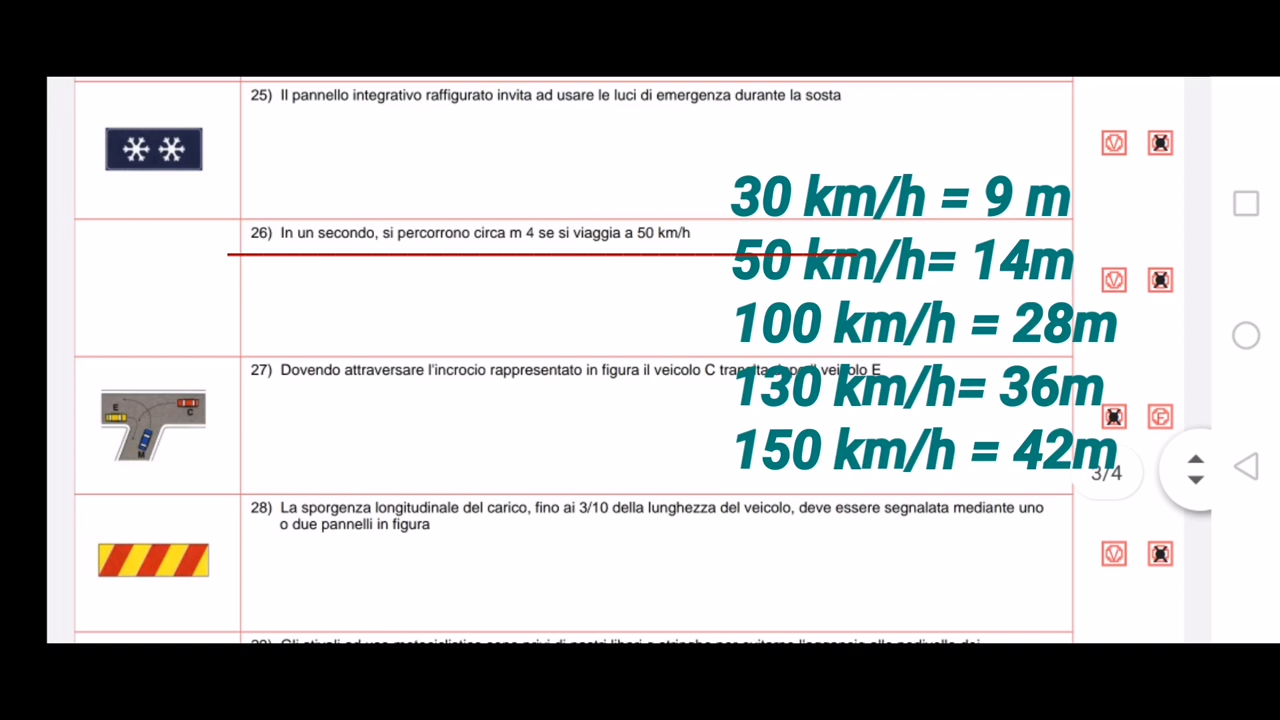 25) Il pannello integrativo raffigurato invita ad usare le luci di emergenza durante la sosta
V
30 km/h = 9 m
26) In un secondo, si percorrono circa m 4 se si viaggia a 50 km/h
50 km/h= 14m
V
100 km/h = 28m
27) Dovendo attraversare l'incrocio rappresentato in figura il veicolo C veicolo E
130 km/h= 36m
E
C
M
F
150 km/h = 42m
3/4
28) La sporgenza longitudinale del carico, fino ai 3/10 della lunghezza del veicolo, deve essere segnalata mediante uno
o due pannelli in figura
V